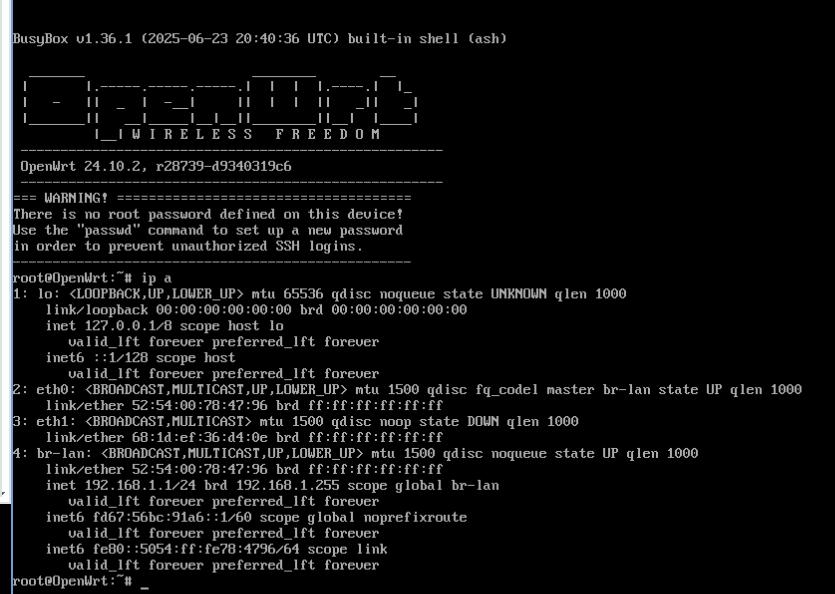 BusyBox v1.36.1 (2025-06-23 20:40:36 UTC) built-in shell (ash)
OpenWrt
W I R E L E S S   F R E E D O M
OpenWrt 24.10.2, r28739-d9340319c6
=== WARNING! =====================================
There is no root password defined on this device!
Use the "passwd" command to set up a new password
in order to prevent unauthorized SSH logins.
--------------------------------------------------
root@OpenWrt:~# ip a
1: lo: <LOOPBACK,UP,LOWER_UP> mtu 65536 qdisc noqueue state UNKNOWN qlen 1000
    link/loopback 00:00:00:00:00:00 brd 00:00:00:00:00:00
    inet 127.0.0.1/8 scope host lo
       valid_lft forever preferred_lft forever
    inet6 ::1/128 scope host
       valid_lft forever preferred_lft forever
2: eth0: <BROADCAST,MULTICAST,UP,LOWER_UP> mtu 1500 qdisc fq_codel master br-lan state UP qlen 1000
    link/ether 52:54:00:78:47:96 brd ff:ff:ff:ff:ff:ff
3: eth1: <BROADCAST,MULTICAST> mtu 1500 qdisc noop state DOWN qlen 1000
    link/ether 68:1d:ef:36:d4:0e brd ff:ff:ff:ff:ff:ff
4: br-lan: <BROADCAST,MULTICAST,UP,LOWER_UP> mtu 1500 qdisc noqueue state UP qlen 1000
    link/ether 52:54:00:78:47:96 brd ff:ff:ff:ff:ff:ff
    inet 192.168.1.1/24 brd 192.168.1.255 scope global br-lan
       valid_lft forever preferred_lft forever
    inet6 fd67:56bc:91a6::1/60 scope global noprefixroute
       valid_lft forever preferred_lft forever
    inet6 fe80::5054:ff:fe78:4796/64 scope link
       valid_lft forever preferred_lft forever
root@OpenWrt:~# _